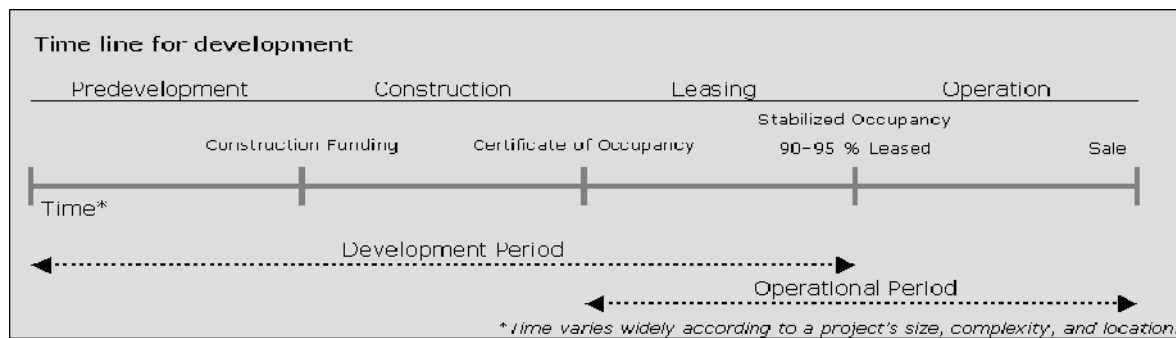 Time line for development
Predevelopment Construction Leasing Operation
Stabilized Occupancy
Construction Funding Certificate of Occupancy 90-95 % Leased Sale
Time*
Development Period
Operational Period
*Time varies widely according to a project's size, complexity, and location.